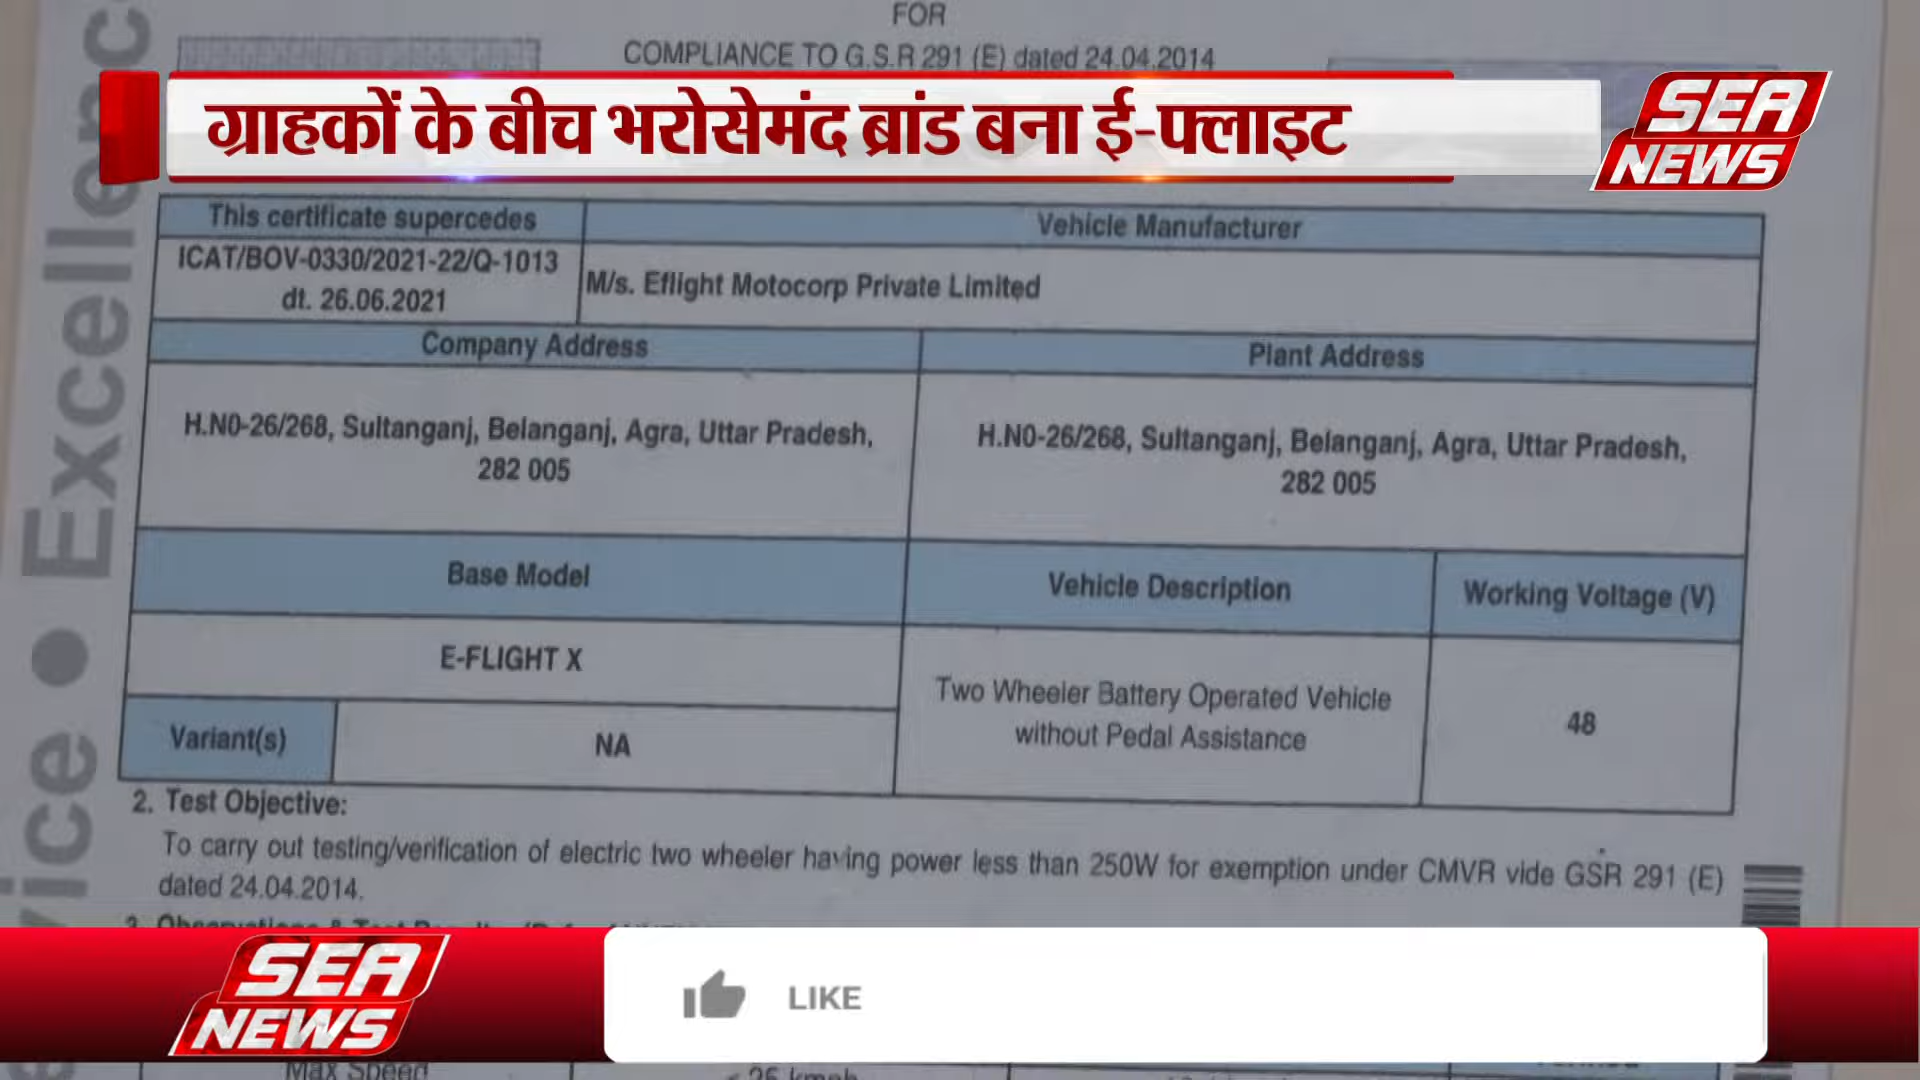 FOR
COMPLIANCE TO G.S.R 291 (E) dated 24.04.2014
ग्राहकों के बीच भरोसेमंद ब्रांड बना ई-फ्लाइट
SEA
NEWS
Excellenc
This certificate supercedes
Vehicle Manufacturer
ICAT/BOV-0330/2021-22/Q-1013
dt. 26.06.2021
M/s. Eflight Motocorp Private Limited
Company Address
Plant Address
H.N0-26/268, Sultanganj, Belanganj, Agra, Uttar Pradesh,
282 005
H.N0-26/268, Sultanganj, Belanganj, Agra, Uttar Pradesh,
282 005
Base Model
Vehicle Description
Working Voltage (V)
E-FLIGHT X
Two Wheeler Battery Operated Vehicle
without Pedal Assistance
48
Variant(s)
NA
2. Test Objective:
To carry out testing/verification of electric two wheeler having power less than 250W for exemption under CMVR vide GSR 291 (E)
dated 24.04.2014.
SEA
NEWS
LIKE
Max Speed